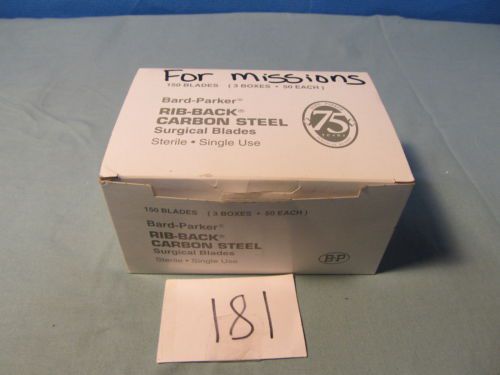 For missions
150 BLADES ( 3 BOXES • 50 EACH )
Bard-Parker®
RIB-BACK®
CARBON STEEL
Surgical Blades
Sterile • Single Use
75
YEARS
150 BLADES ( 3 BOXES • 50 EACH )
Bard-Parker®
RIB-BACK®
CARBON STEEL
Surgical Blades
Sterile • Single Use
B-P
181